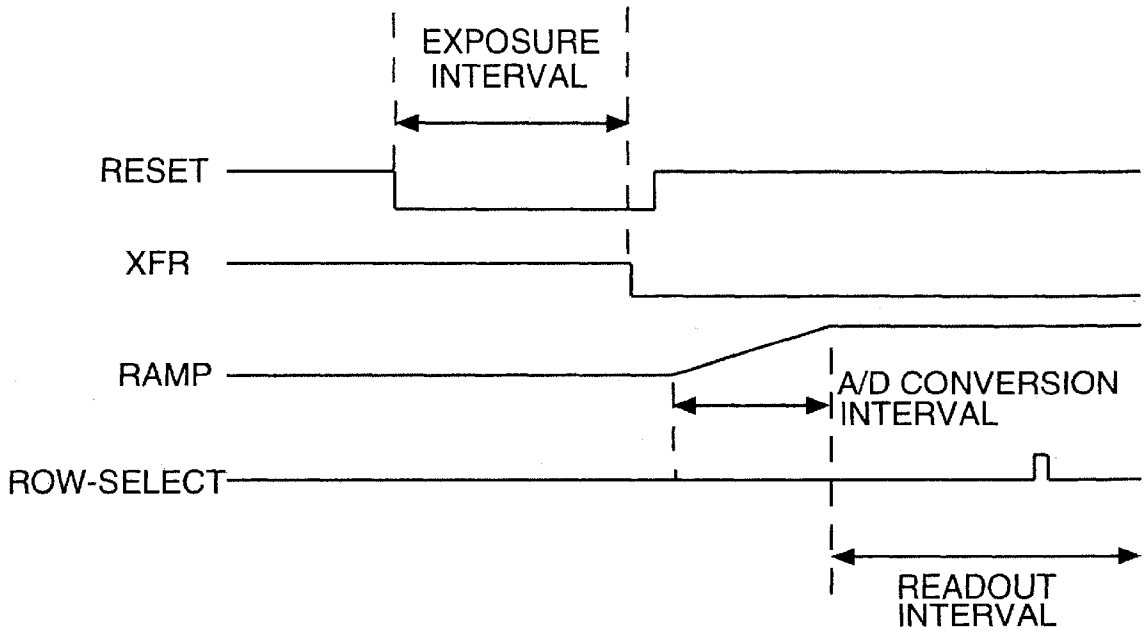 EXPOSURE
INTERVAL
RESET
XFR
RAMP
A/D CONVERSION
INTERVAL
ROW-SELECT
READOUT
INTERVAL